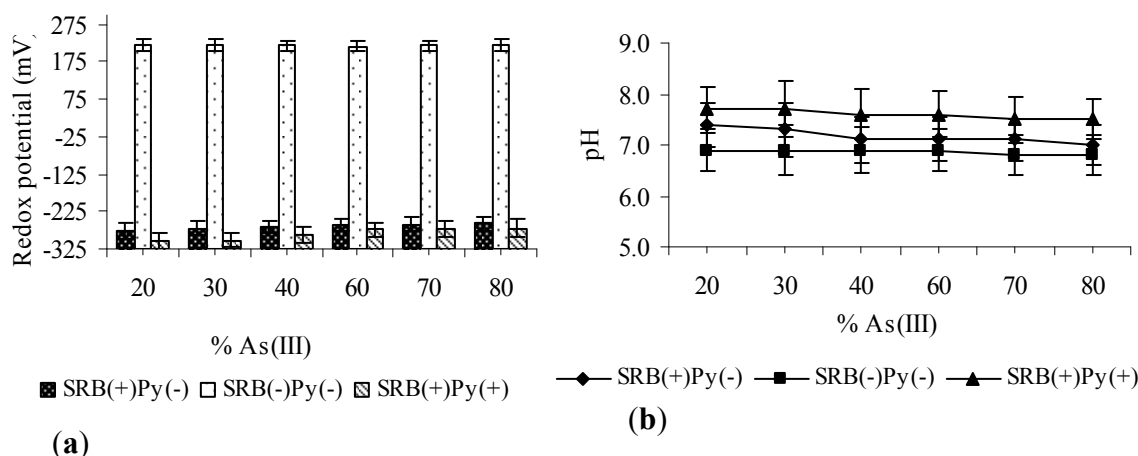 Redox potential (mV)
275
175
75
-25
-125
-225
-325
20 30 40 60 70 80
% As(III)
SRB(+)Py(-) SRB(-)Py(-) SRB(+)Py(+)
(a)
pH
9.0
8.0
7.0
6.0
5.0
20 30 40 60 70 80
% As(III)
SRB(+)Py(-) SRB(-)Py(-) SRB(+)Py(+)
(b)